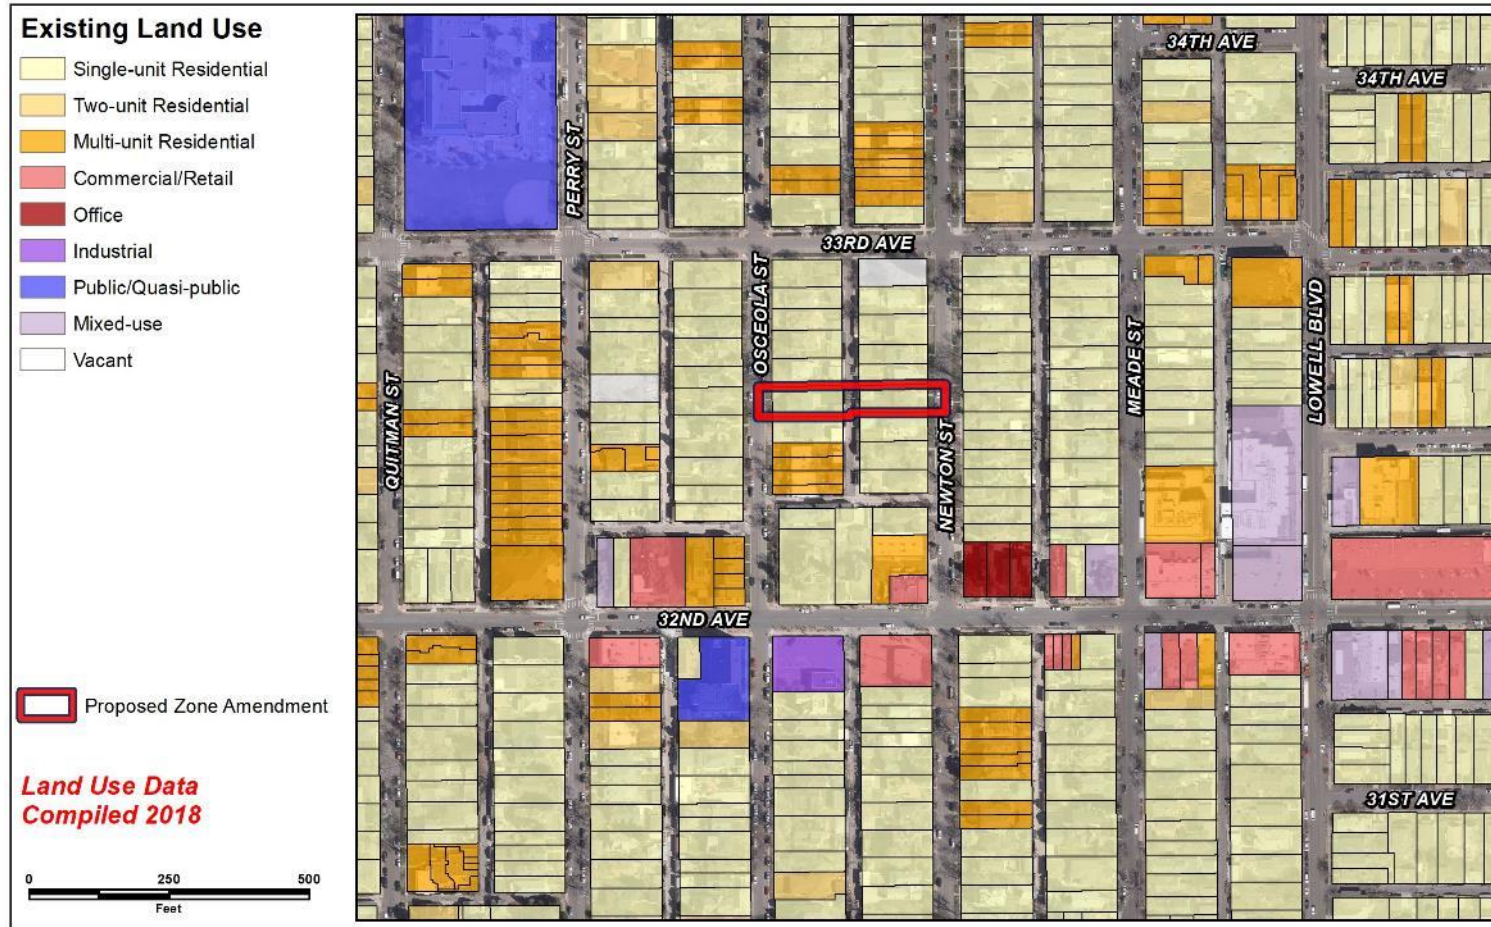 Existing Land Use
Single-unit Residential
Two-unit Residential
Multi-unit Residential
Commercial/Retail
Office
Industrial
Public/Quasi-public
Mixed-use
Vacant
Proposed Zone Amendment
Land Use Data
Compiled 2018
0 250 500
Feet
34TH AVE
34TH AVE
PERRY ST
33RD AVE
OSCEOLA ST
QUITMAN ST
NEWTON ST
MEADE ST
LOWELL BLVD
32ND AVE
31ST AVE